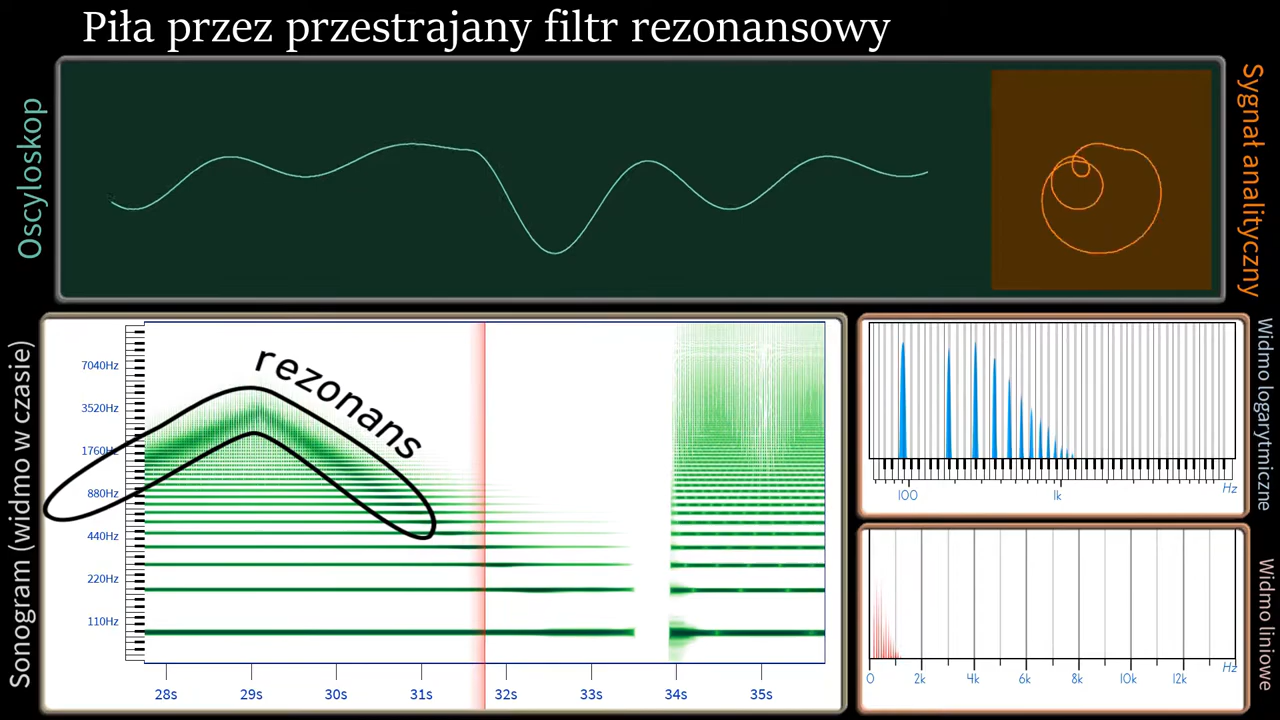 Piła przez przestrajany filtr rezonansowy
Oscyloskop
Sygnał analityczny
Sonogram (widmo w czasie)
rezonans
7040Hz
3520Hz
1760Hz
880Hz
440Hz
220Hz
110Hz
28s 29s 30s 31s 32s 33s 34s 35s
Widmo logarytmiczne
100 1k Hz
Widmo liniowe
0 2k 4k 6k 8k 10k 12k Hz